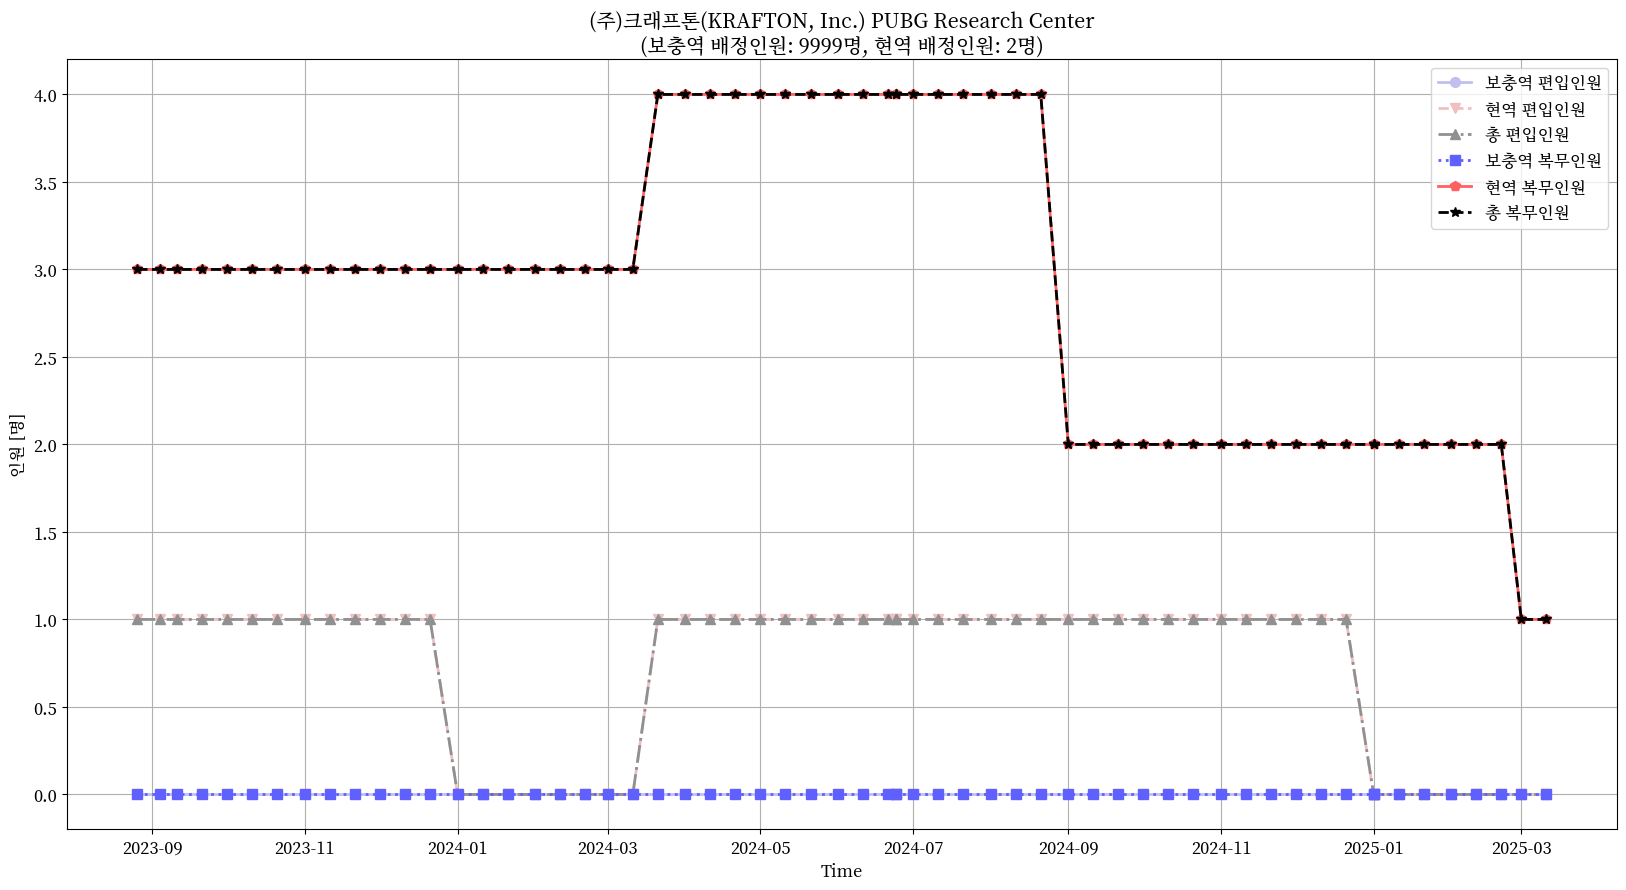 (주)크래프톤(KRAFTON, Inc.) PUBG Research Center
(보충역 배정인원: 9999명, 현역 배정인원: 2명)
보충역 편입인원
현역 편입인원
총 편입인원
보충역 복무인원
현역 복무인원
총 복무인원
인원 [명]
4.0
3.5
3.0
2.5
2.0
1.5
1.0
0.5
0.0
2023-09
2023-11
2024-01
2024-03
2024-05
2024-07
2024-09
2024-11
2025-01
2025-03
Time